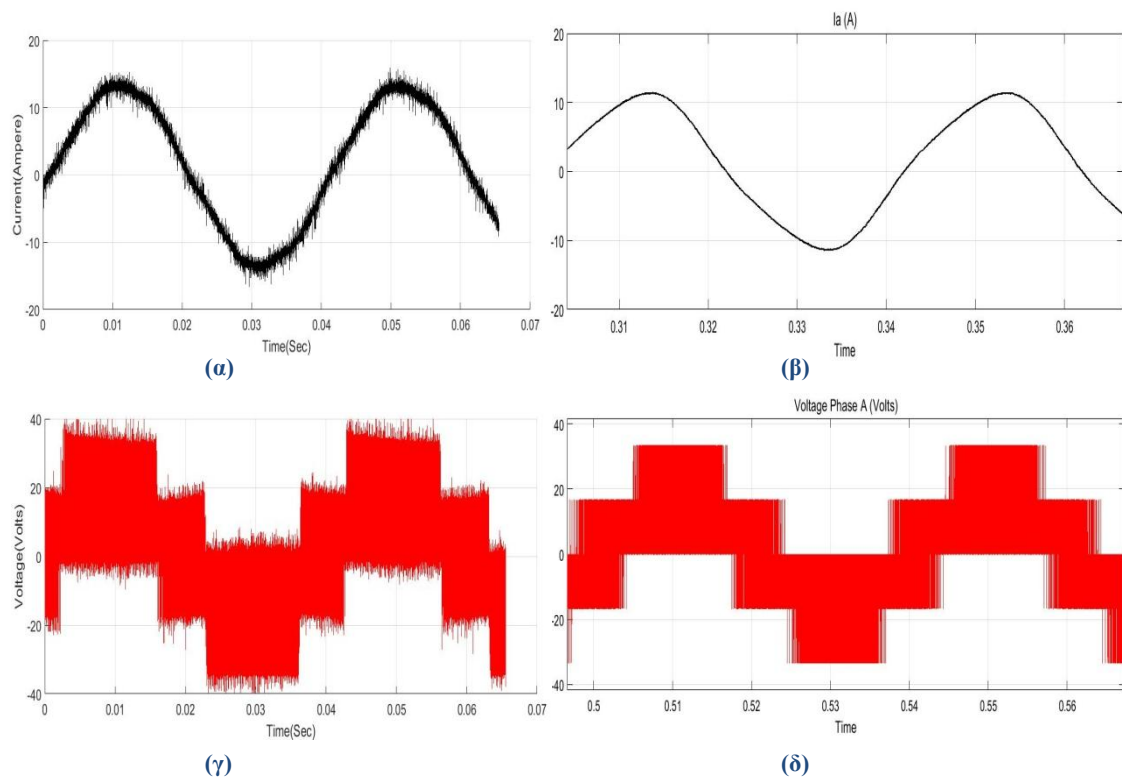 20
10
0
-10
-20
Current(Ampere)
0 0.01 0.02 0.03 0.04 0.05 0.06 0.07
Time(Sec)
(α)
Ia (A)
20
10
0
-10
-20
0.31 0.32 0.33 0.34 0.35 0.36
Time
(β)
40
20
0
-20
-40
Voltage(Volts)
0 0.01 0.02 0.03 0.04 0.05 0.06 0.07
Time(Sec)
(γ)
Voltage Phase A (Volts)
40
20
0
-20
-40
0.5 0.51 0.52 0.53 0.54 0.55 0.56
Time
(δ)